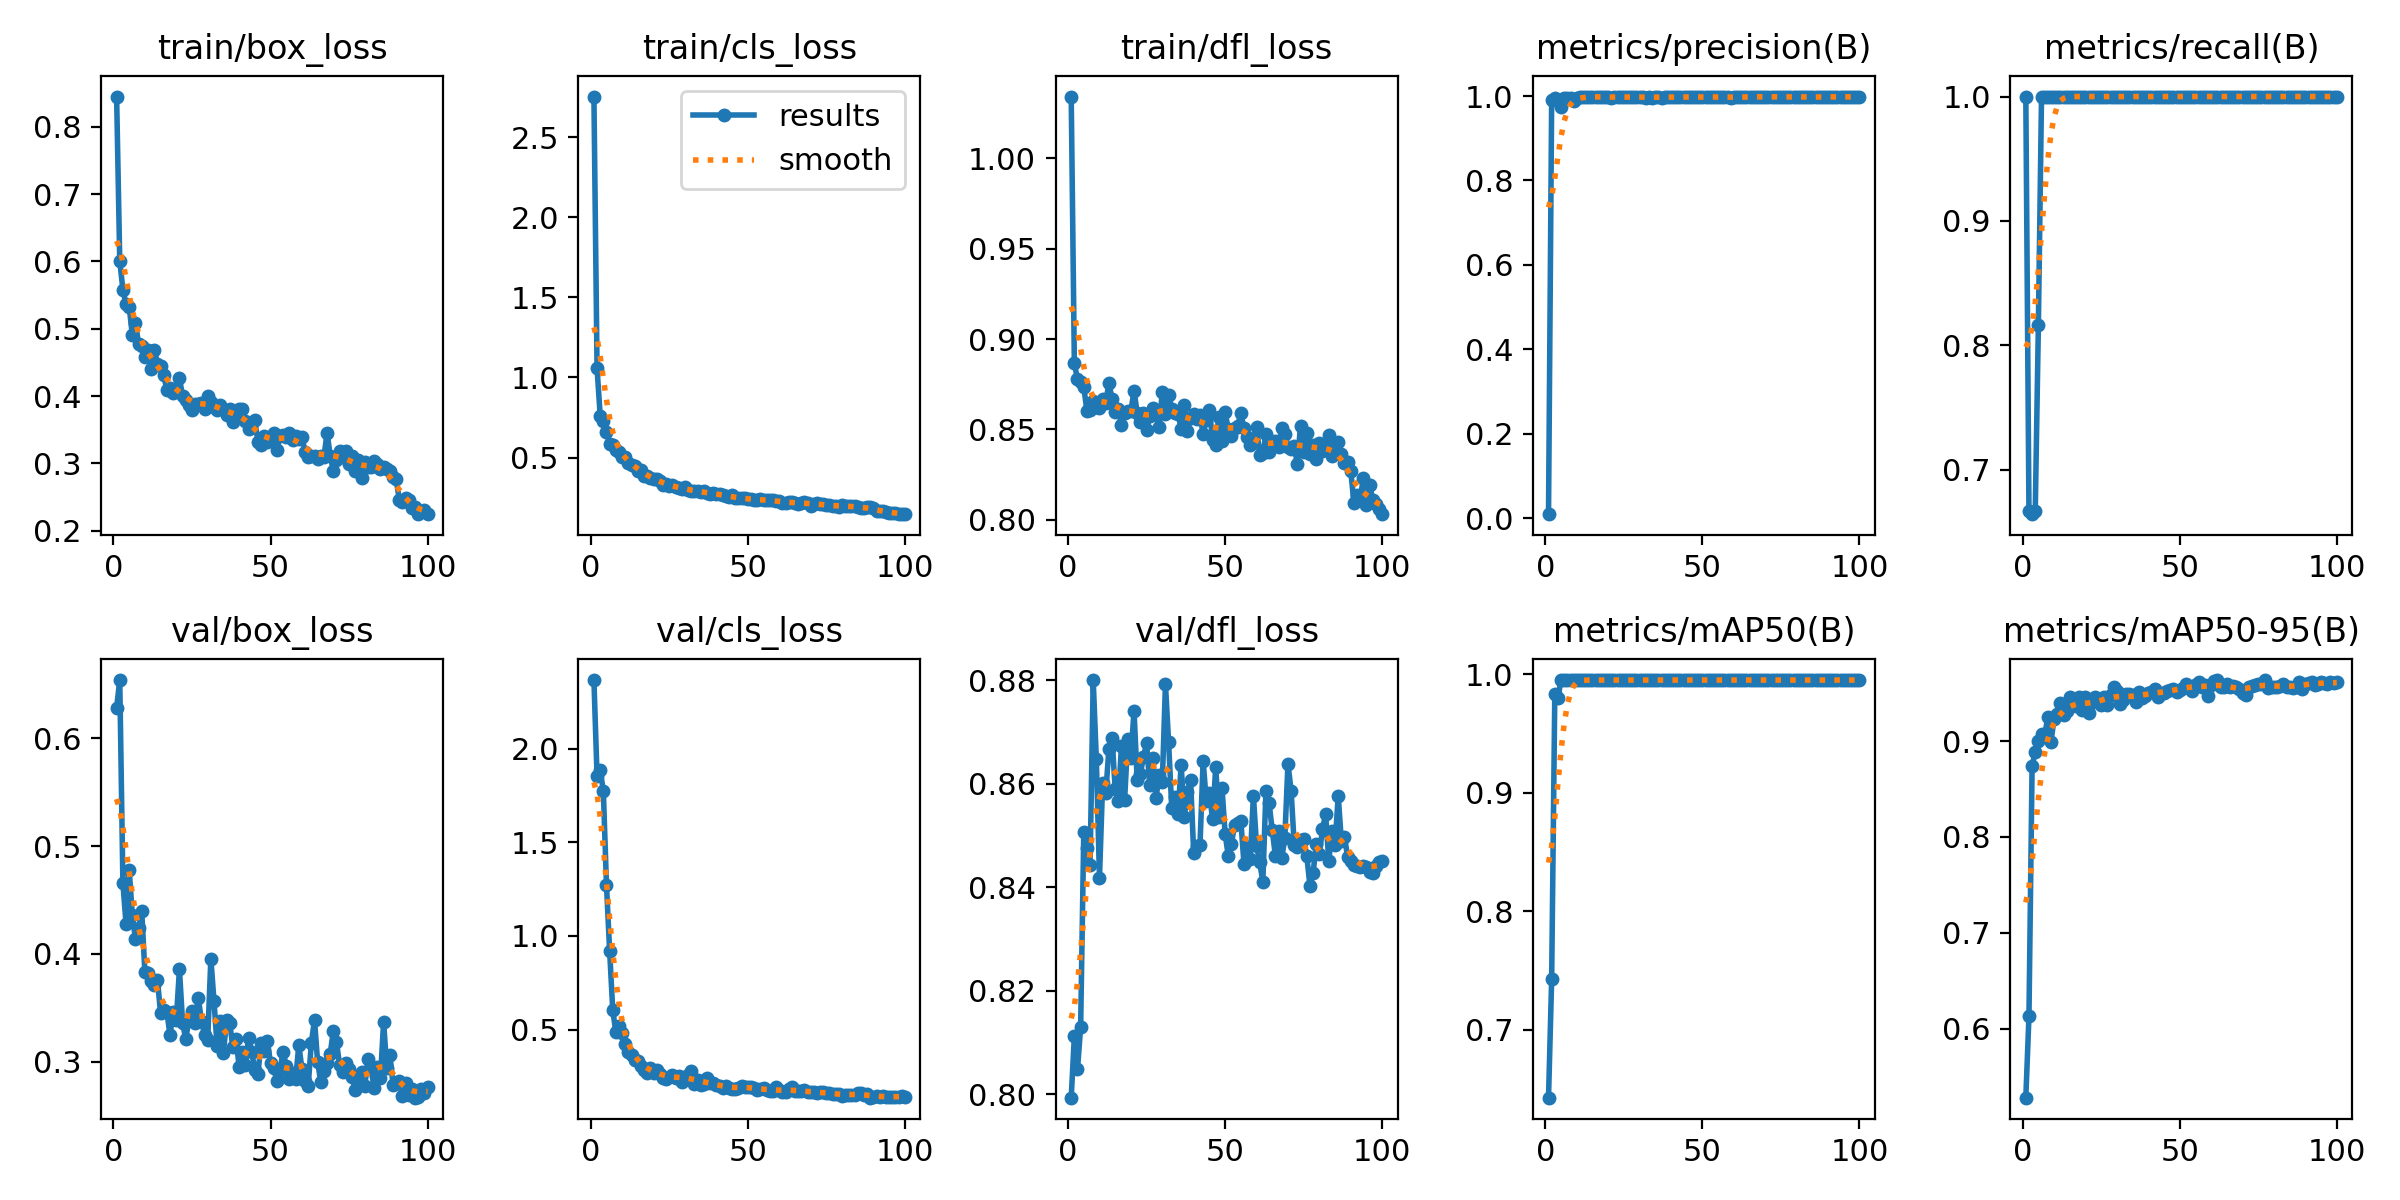 train/box_loss
0.8
0.7
0.6
0.5
0.4
0.3
0.2
0 50 100
train/cls_loss
results
smooth
2.5
2.0
1.5
1.0
0.5
0 50 100
train/dfl_loss
1.00
0.95
0.90
0.85
0.80
0 50 100
metrics/precision(B)
1.0
0.8
0.6
0.4
0.2
0.0
0 50 100
metrics/recall(B)
1.0
0.9
0.8
0.7
0 50 100
val/box_loss
0.6
0.5
0.4
0.3
0 50 100
val/cls_loss
2.0
1.5
1.0
0.5
0 50 100
val/dfl_loss
0.88
0.86
0.84
0.82
0.80
0 50 100
metrics/mAP50(B)
1.0
0.9
0.8
0.7
0 50 100
metrics/mAP50-95(B)
0.9
0.8
0.7
0.6
0 50 100